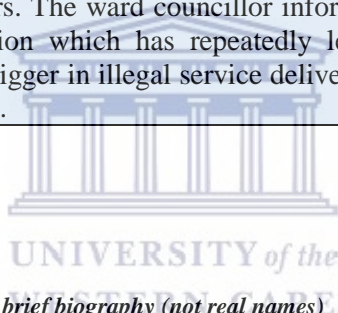 rs. The ward councillor infor
ion which has repeatedly le
igger in illegal service delive
.
UNIVERSITY of the
WESTERN CAPE
brief biography (not real names)